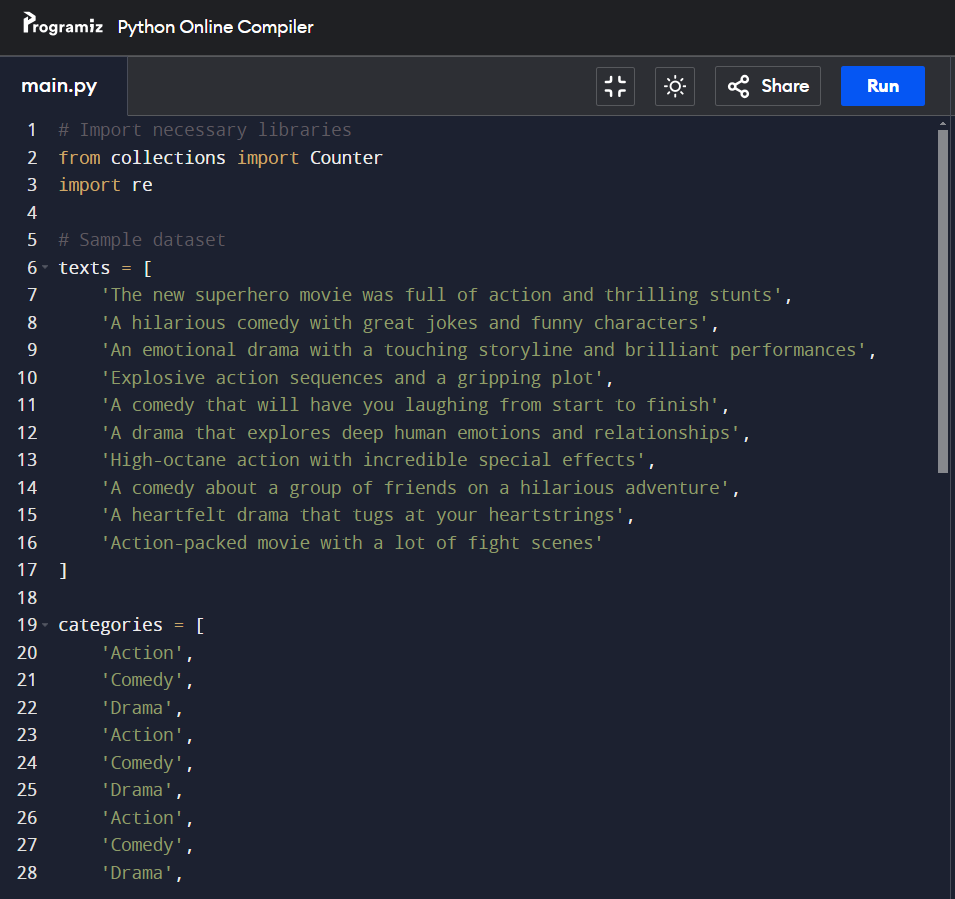 Programiz Python Online Compiler
main.py Share Run
1 # Import necessary libraries
2 from collections import Counter
3 import re
4
5 # Sample dataset
6 texts = [
7     'The new superhero movie was full of action and thrilling stunts',
8     'A hilarious comedy with great jokes and funny characters',
9     'An emotional drama with a touching storyline and brilliant performances',
10     'Explosive action sequences and a gripping plot',
11     'A comedy that will have you laughing from start to finish',
12     'A drama that explores deep human emotions and relationships',
13     'High-octane action with incredible special effects',
14     'A comedy about a group of friends on a hilarious adventure',
15     'A heartfelt drama that tugs at your heartstrings',
16     'Action-packed movie with a lot of fight scenes'
17 ]
18
19 categories = [
20     'Action',
21     'Comedy',
22     'Drama',
23     'Action',
24     'Comedy',
25     'Drama',
26     'Action',
27     'Comedy',
28     'Drama',